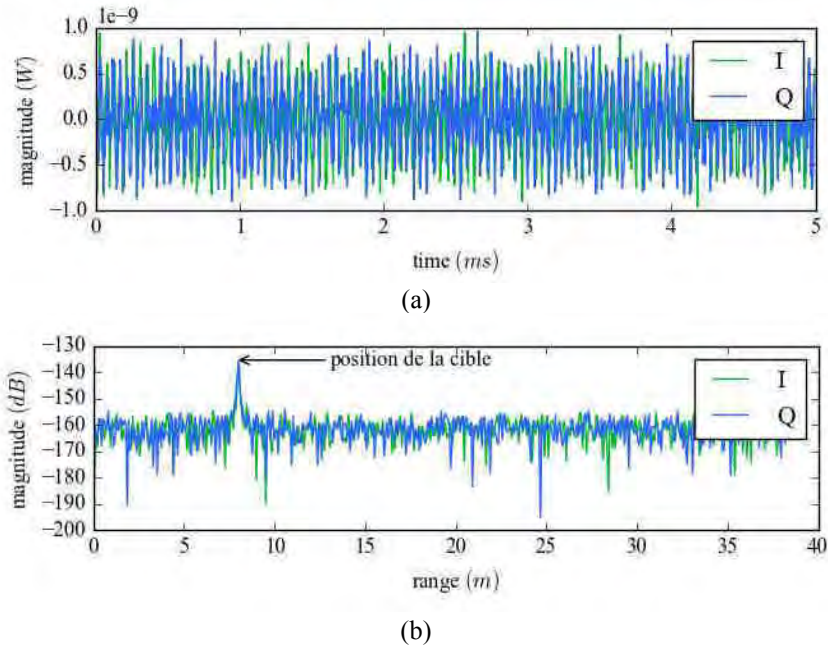 1e−9
magnitude (W)
1.0
0.5
0.0
−0.5
−1.0
I
Q
0 1 2 3 4 5
time (ms)
(a)
magnitude (dB)
−130
−140
−150
−160
−170
−180
−190
−200
position de la cible
I
Q
0 5 10 15 20 25 30 35 40
range (m)
(b)